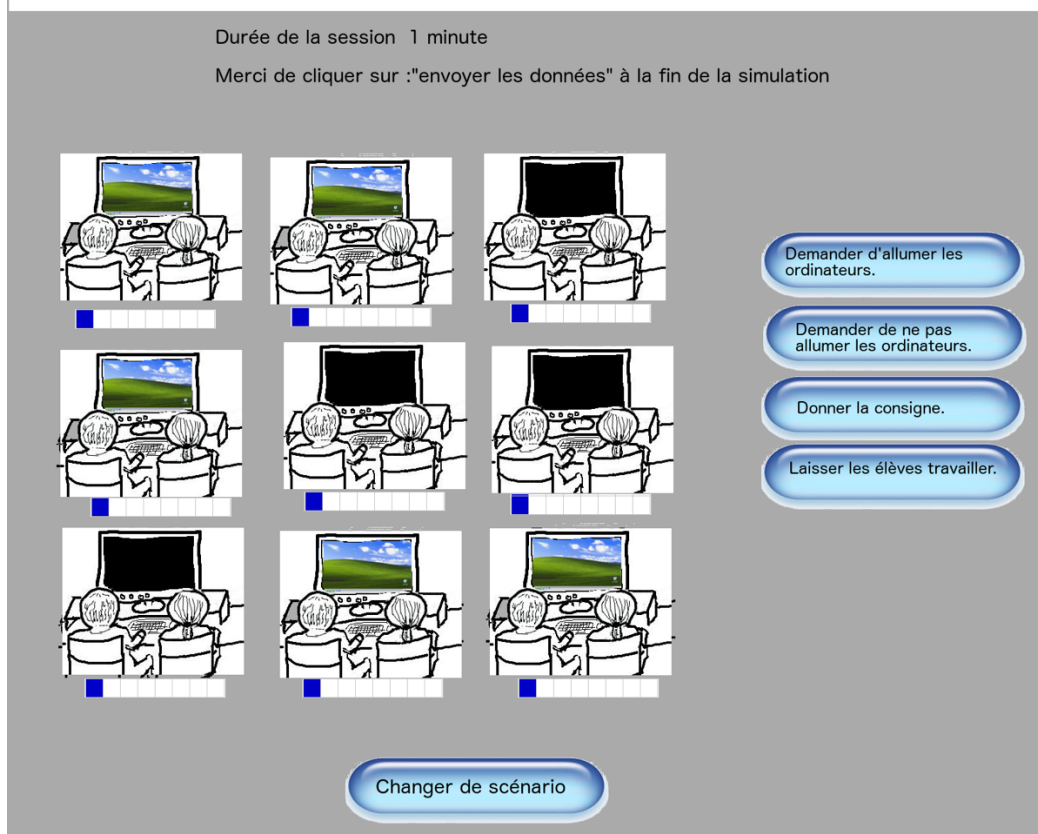 Durée de la session 1 minute
Merci de cliquer sur :"envoyer les données" à la fin de la simulation
Demander d'allumer les
ordinateurs.
Demander de ne pas
allumer les ordinateurs.
Donner la consigne.
Laisser les élèves travailler.
Changer de scénario